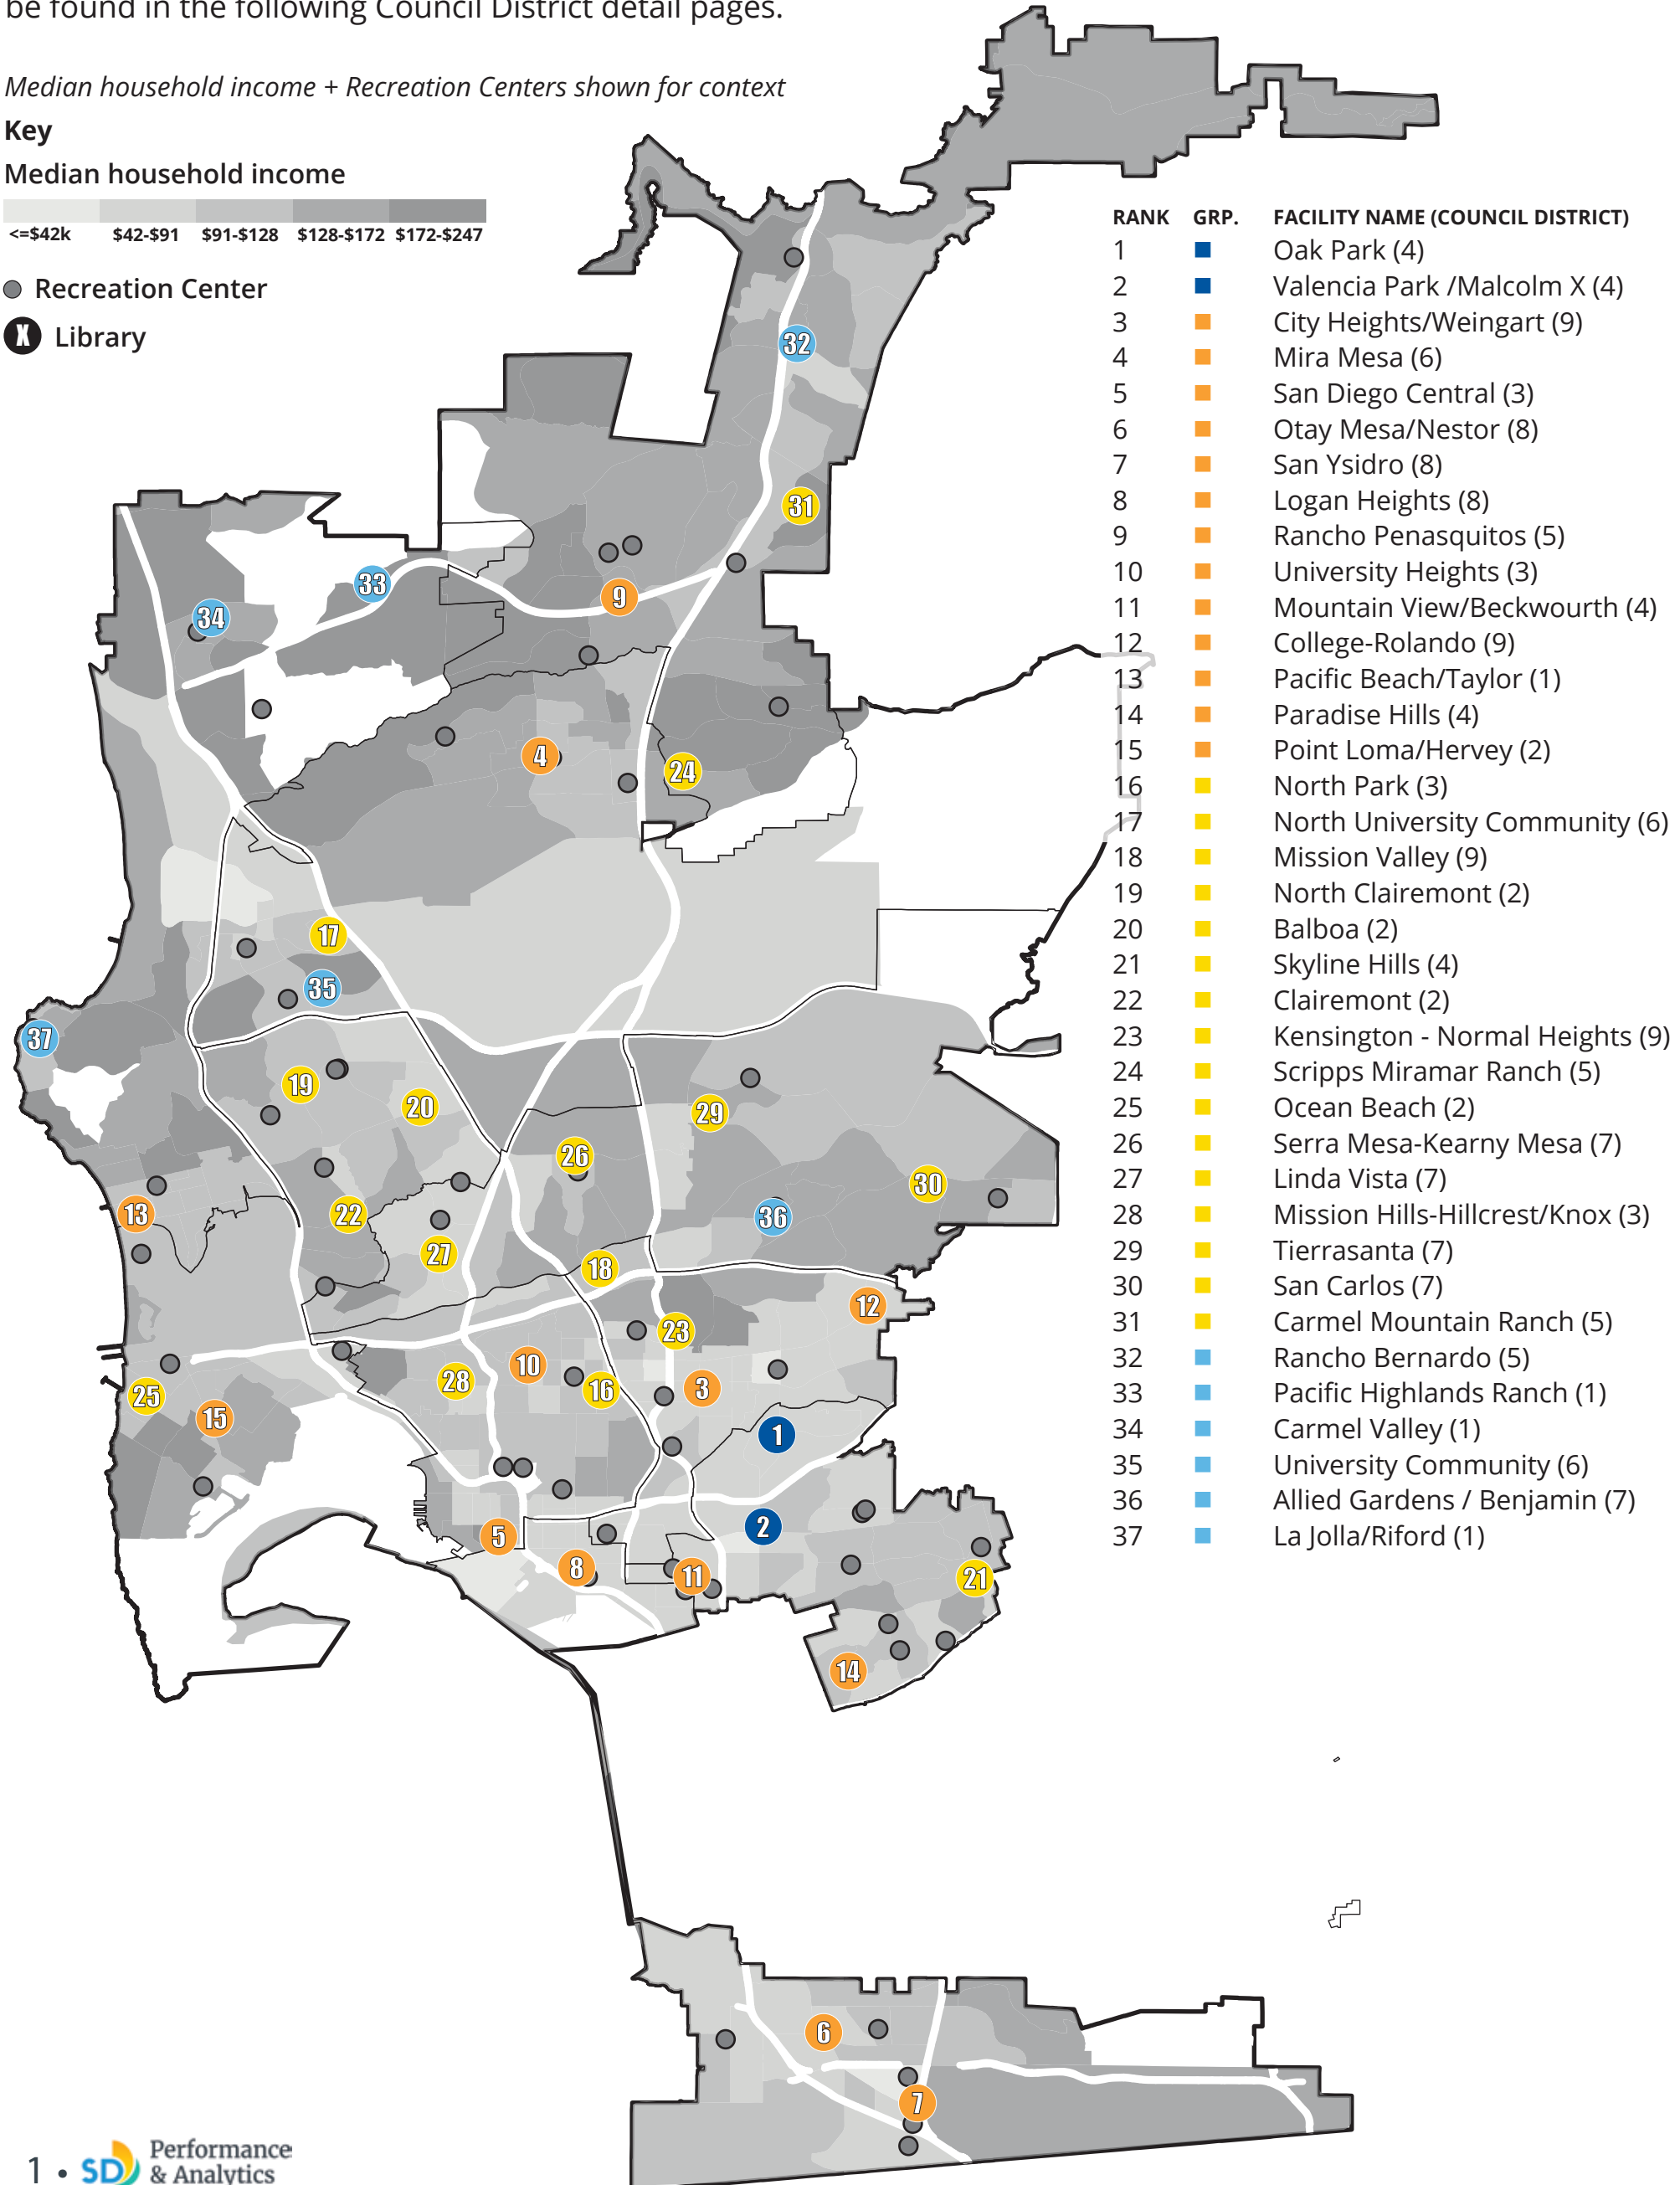 be found in the following Council District detail pages.
Median household income + Recreation Centers shown for context
Key
Median household income
<=$42k $42-$91 $91-$128 $128-$172 $172-$247
Recreation Center
X Library
RANK GRP. FACILITY NAME (COUNCIL DISTRICT)
1 Oak Park (4)
2 Valencia Park /Malcolm X (4)
3 City Heights/Weingart (9)
4 Mira Mesa (6)
5 San Diego Central (3)
6 Otay Mesa/Nestor (8)
7 San Ysidro (8)
8 Logan Heights (8)
9 Rancho Penasquitos (5)
10 University Heights (3)
11 Mountain View/Beckwourth (4)
12 College-Rolando (9)
13 Pacific Beach/Taylor (1)
14 Paradise Hills (4)
15 Point Loma/Hervey (2)
16 North Park (3)
17 North University Community (6)
18 Mission Valley (9)
19 North Clairemont (2)
20 Balboa (2)
21 Skyline Hills (4)
22 Clairemont (2)
23 Kensington - Normal Heights (9)
24 Scripps Miramar Ranch (5)
25 Ocean Beach (2)
26 Serra Mesa-Kearny Mesa (7)
27 Linda Vista (7)
28 Mission Hills-Hillcrest/Knox (3)
29 Tierrasanta (7)
30 San Carlos (7)
31 Carmel Mountain Ranch (5)
32 Rancho Bernardo (5)
33 Pacific Highlands Ranch (1)
34 Carmel Valley (1)
35 University Community (6)
36 Allied Gardens / Benjamin (7)
37 La Jolla/Riford (1)
32
31
33
9
34
4
24
17
35
37
19
20
29
26
30
13
22
36
27
18
12
23
10
28
16
3
25
15
1
2
5
8
11
21
14
6
7
1 • SD Performance
& Analytics